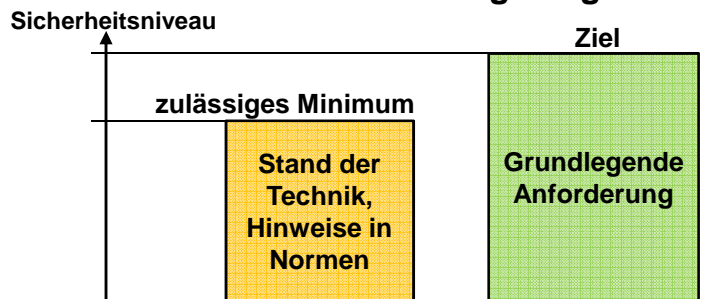 Sicherheitsniveau
Ziel
zulässiges Minimum
Stand der
Technik,
Hinweise in
Normen
Grundlegende
Anforderung